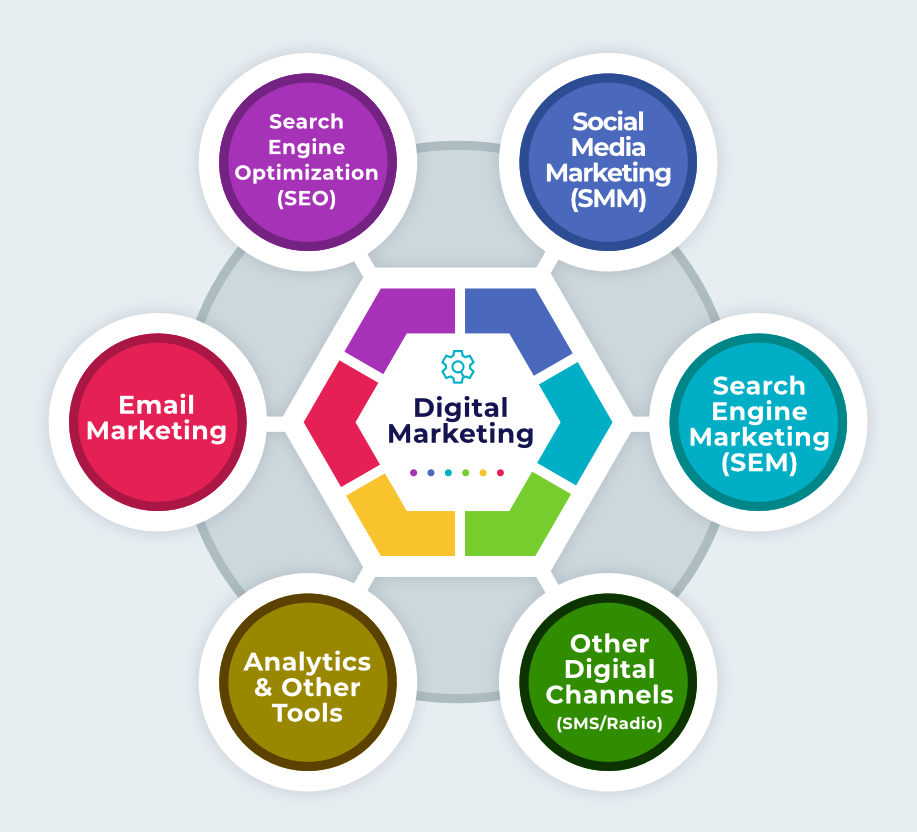 Search
Engine
Optimization
(SEO)
Social
Media
Marketing
(SMM)
Email
Marketing
Digital
Marketing
Search
Engine
Marketing
(SEM)
Analytics
& Other
Tools
Other
Digital
Channels
(SMS/Radio)